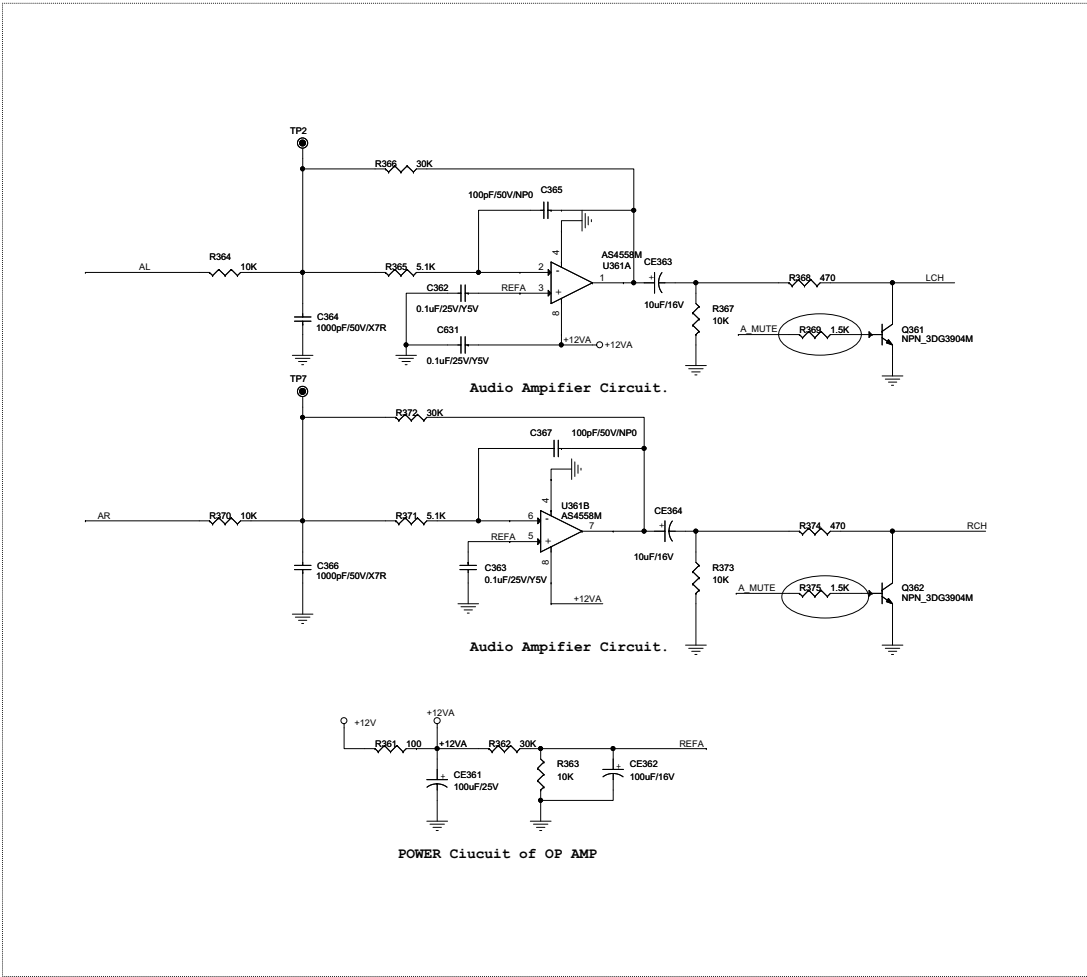 TP2
R366 30K
100pF/50V/NP0 C365
R364
AL 10K
R365 5.1K
4
2
-
AS4558M
U361A
1
CE363
10uF/16V
R368 470
LCH
C362
REFA
3
+
0.1uF/25V/Y5V
C364
1000pF/50V/X7R
8
R367
10K
A_MUTE
R369 1.5K
Q361
NPN_3DG3904M
C631
0.1uF/25V/Y5V
+12VA
+12VA
Audio Ampifier Circuit.
TP7
R372 30K
C367 100pF/50V/NP0
4
U361B
AS4558M
AR
R370 10K
R371 5.1K
6
-
7
CE364
10uF/16V
R374 470
RCH
REFA
5
+
8
C366
1000pF/50V/X7R
C363
0.1uF/25V/Y5V
R373
10K
A_MUTE
R375 1.5K
Q362
NPN_3DG3904M
+12VA
Audio Ampifier Circuit.
+12V
+12VA
R361 100
+12VA
R362 30K
REFA
CE361
100uF/25V
R363
10K
CE362
100uF/16V
POWER Ciucuit of OP AMP